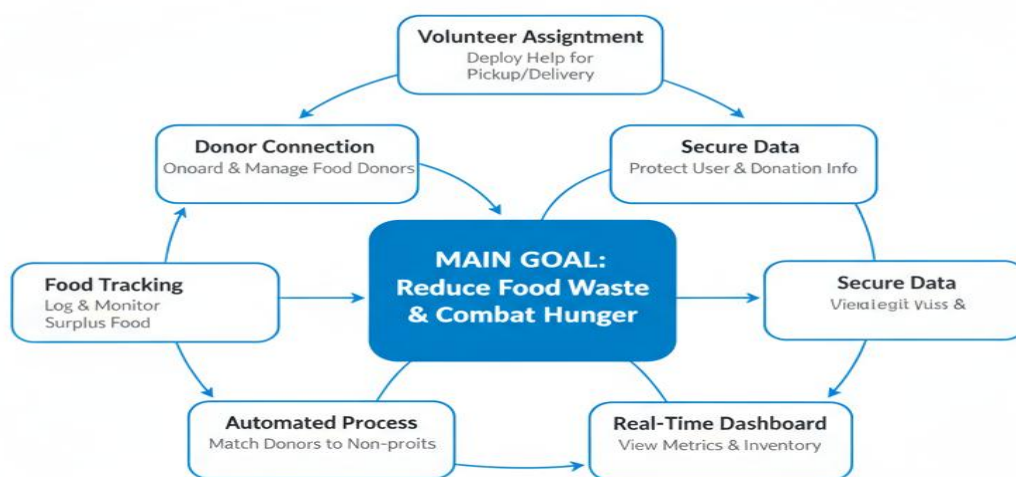 Volunteer Assigntment
Deploy Help for
Pickup/Delivery
Donor Connection
Onoard & Manage Food Donors
Secure Data
Protect User & Donation Info
MAIN GOAL:
Reduce Food Waste
& Combat Hunger
Food Tracking
Log & Monitor
Surplus Food
Secure Data
&
Automated Process
Match Donors to Non-proits
Real-Time Dashboard
View Metrics & Inventory